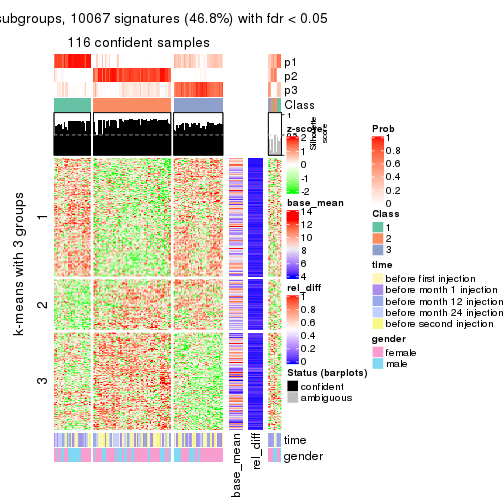 subgroups, 10067 signatures (46.8%) with fdr < 0.05
116 confident samples
p1
p2
p3
Class
1
Silhouette
score
z-score
2
1
0
-1
-2
base_mean
14
12
10
8
6
4
rel_diff
1
0.8
0.6
0.4
0.2
0
Status (barplots)
confident
ambiguous
Prob
1
0.8
0.6
0.4
0.2
0
Class
1
2
3
time
before first injection
before month 1 injection
before month 12 injection
before month 24 injection
before second injection
gender
female
male
k-means with 3 groups
1
2
3
time
gender
base_mean
rel_diff